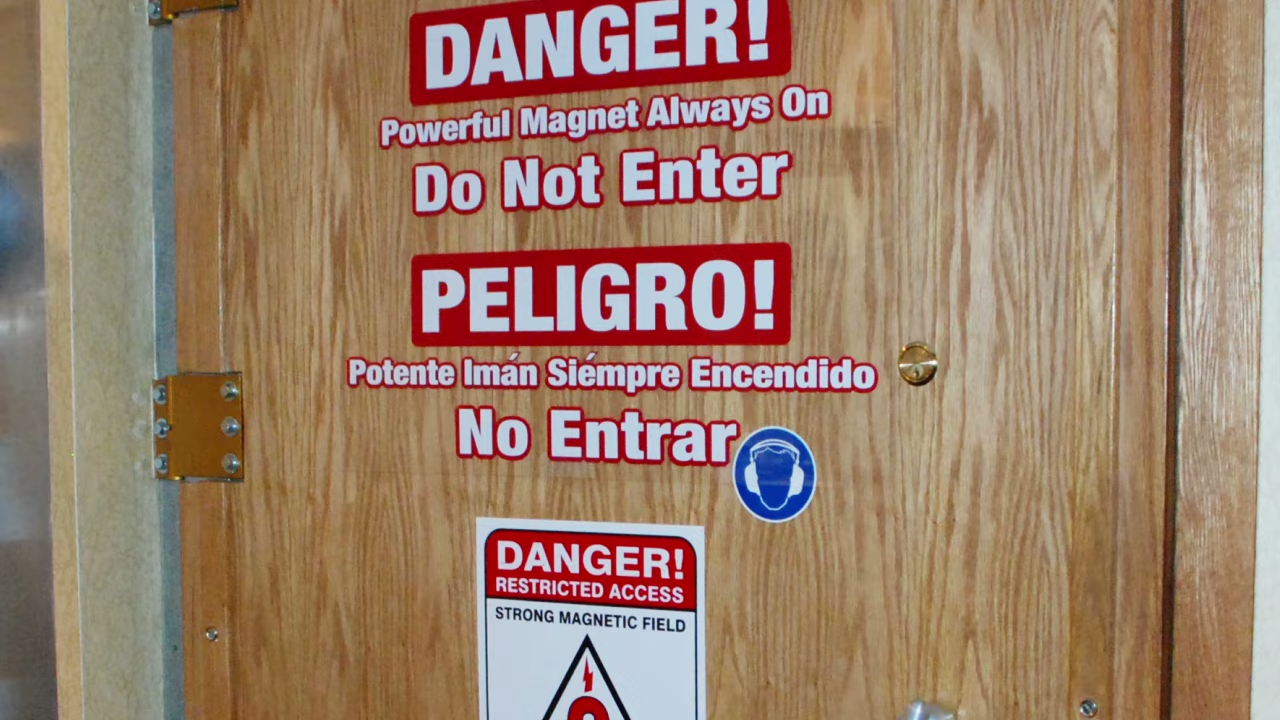 DANGER!
Powerful Magnet Always On
Do Not Enter
PELIGRO!
Potente Imán Siémpre Encendido
No Entrar
DANGER!
RESTRICTED ACCESS
STRONG MAGNETIC FIELD